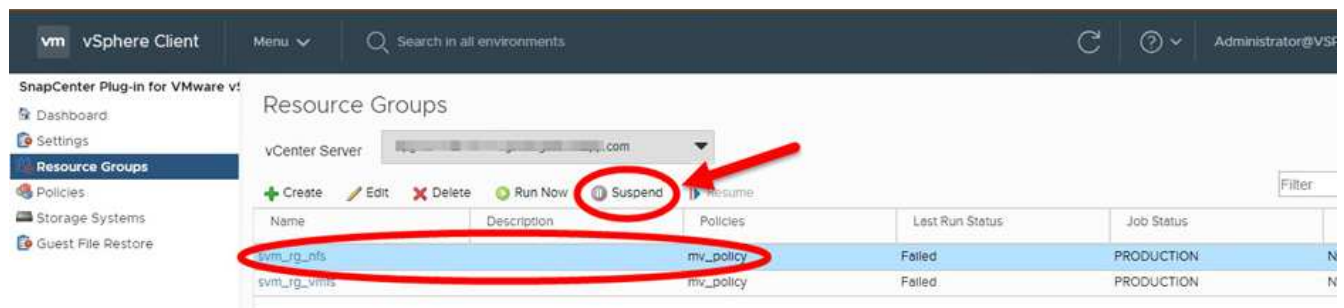 vm vSphere Client Menu Search in all environments Administrator@VSP
SnapCenter Plug-in for VMware vS
Dashboard
Settings
Resource Groups
Policies
Storage Systems
Guest File Restore
Resource Groups
vCenter Server .com
Create Edit Delete Run Now Suspend Resume Filter
Name Description Policies Last Run Status Job Status
svm_rg_nfs mv_policy Failed PRODUCTION N
svm_rg_vmfs mv_policy Failed PRODUCTION N